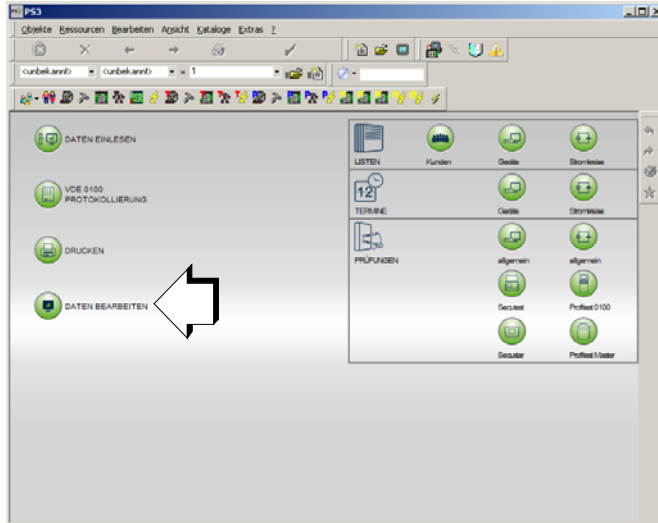 PS3
Objekte Ressourcen Bearbeiten Ansicht Kataloge Extras ?
<unbekannt> <unbekannt> = 1
DATEN EINLESEN
VDE 0100
PROTOKOLLIERUNG
DRUCKEN
DATEN BEARBEITEN
LISTEN Kunden Geräte Stromkreise
12
TERMINE Geräte Stromkreise
PRÜFUNGEN allgemein allgemein
Secutest Profitest 0100
Secustar Profitest Master